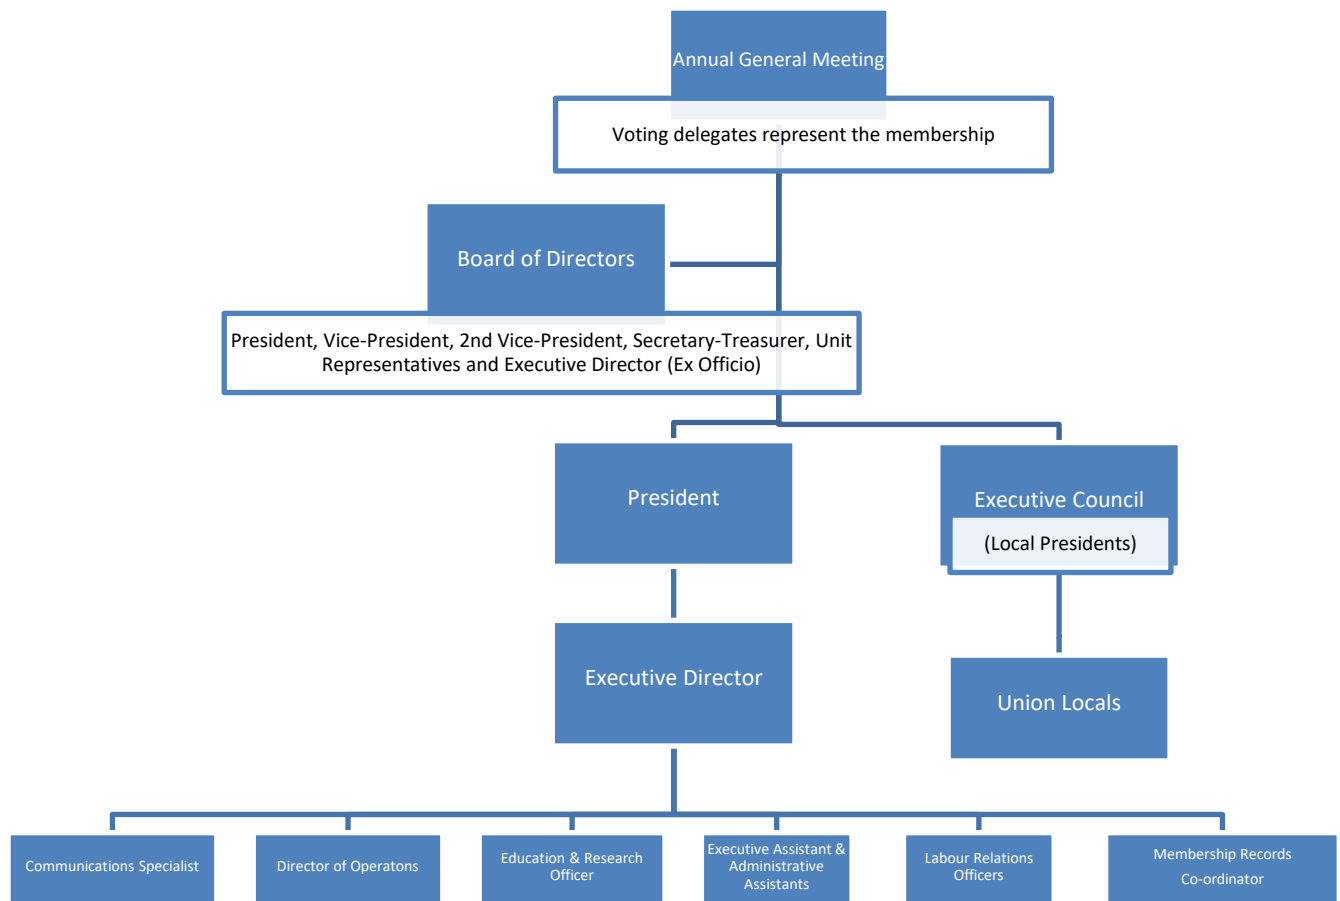 Annual General Meeting
Voting delegates represent the membership
Board of Directors
President, Vice-President, 2nd Vice-President, Secretary-Treasurer, Unit
Representatives and Executive Director (Ex Officio)
President
Executive Council
(Local Presidents)
Executive Director
Union Locals
Communications Specialist
Director of Operatons
Education & Research
Officer
Executive Assistant &
Administrative
Assistants
Labour Relations
Officers
Membership Records
Co-ordinator